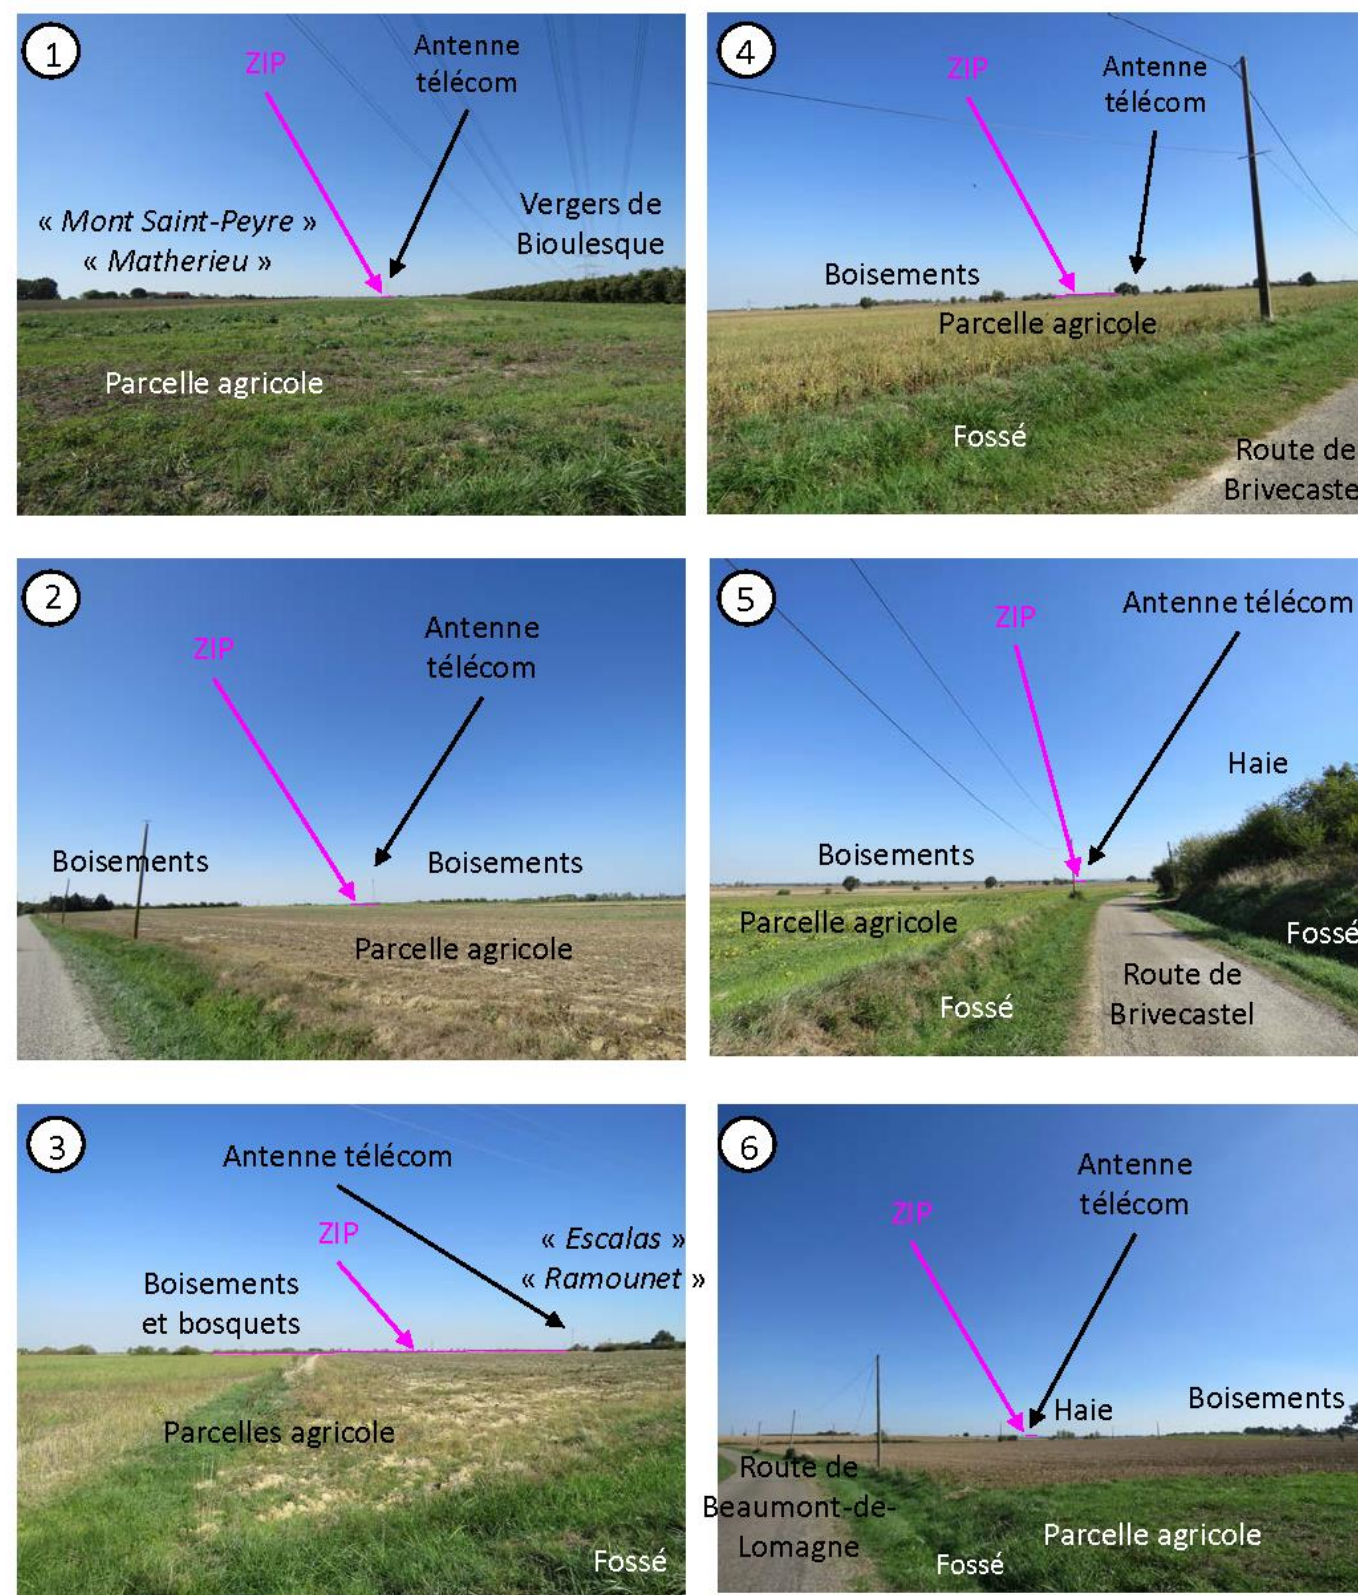 1
ZIP
Antenne
télécom
« Mont Saint-Peyre »
« Matherieu »
Vergers de
Bioulesque
Parcelle agricole
4
ZIP
Antenne
télécom
Boisements
Parcelle agricole
Fossé
Route de
Brivecaste
2
ZIP
Antenne
télécom
Boisements
Boisements
Parcelle agricole
5
ZIP
Antenne télécom
Haie
Boisements
Parcelle agricole
Fossé
Fossé
Route de
Brivecastel
3
Antenne télécom
ZIP
« Escalas »
« Ramounet »
Boisements
et bosquets
Parcelles agricole
Fossé
6
ZIP
Antenne
télécom
Haie
Boisements
Route de
Beaumont-de-
Lomagne
Parcelle agricole
Fossé